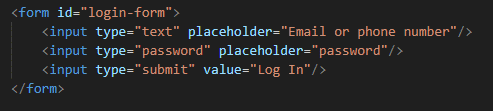 <form id="login-form">
    <input type="text" placeholder="Email or phone number"/>
    <input type="password" placeholder="password"/>
    <input type="submit" value="Log In"/>
</form>